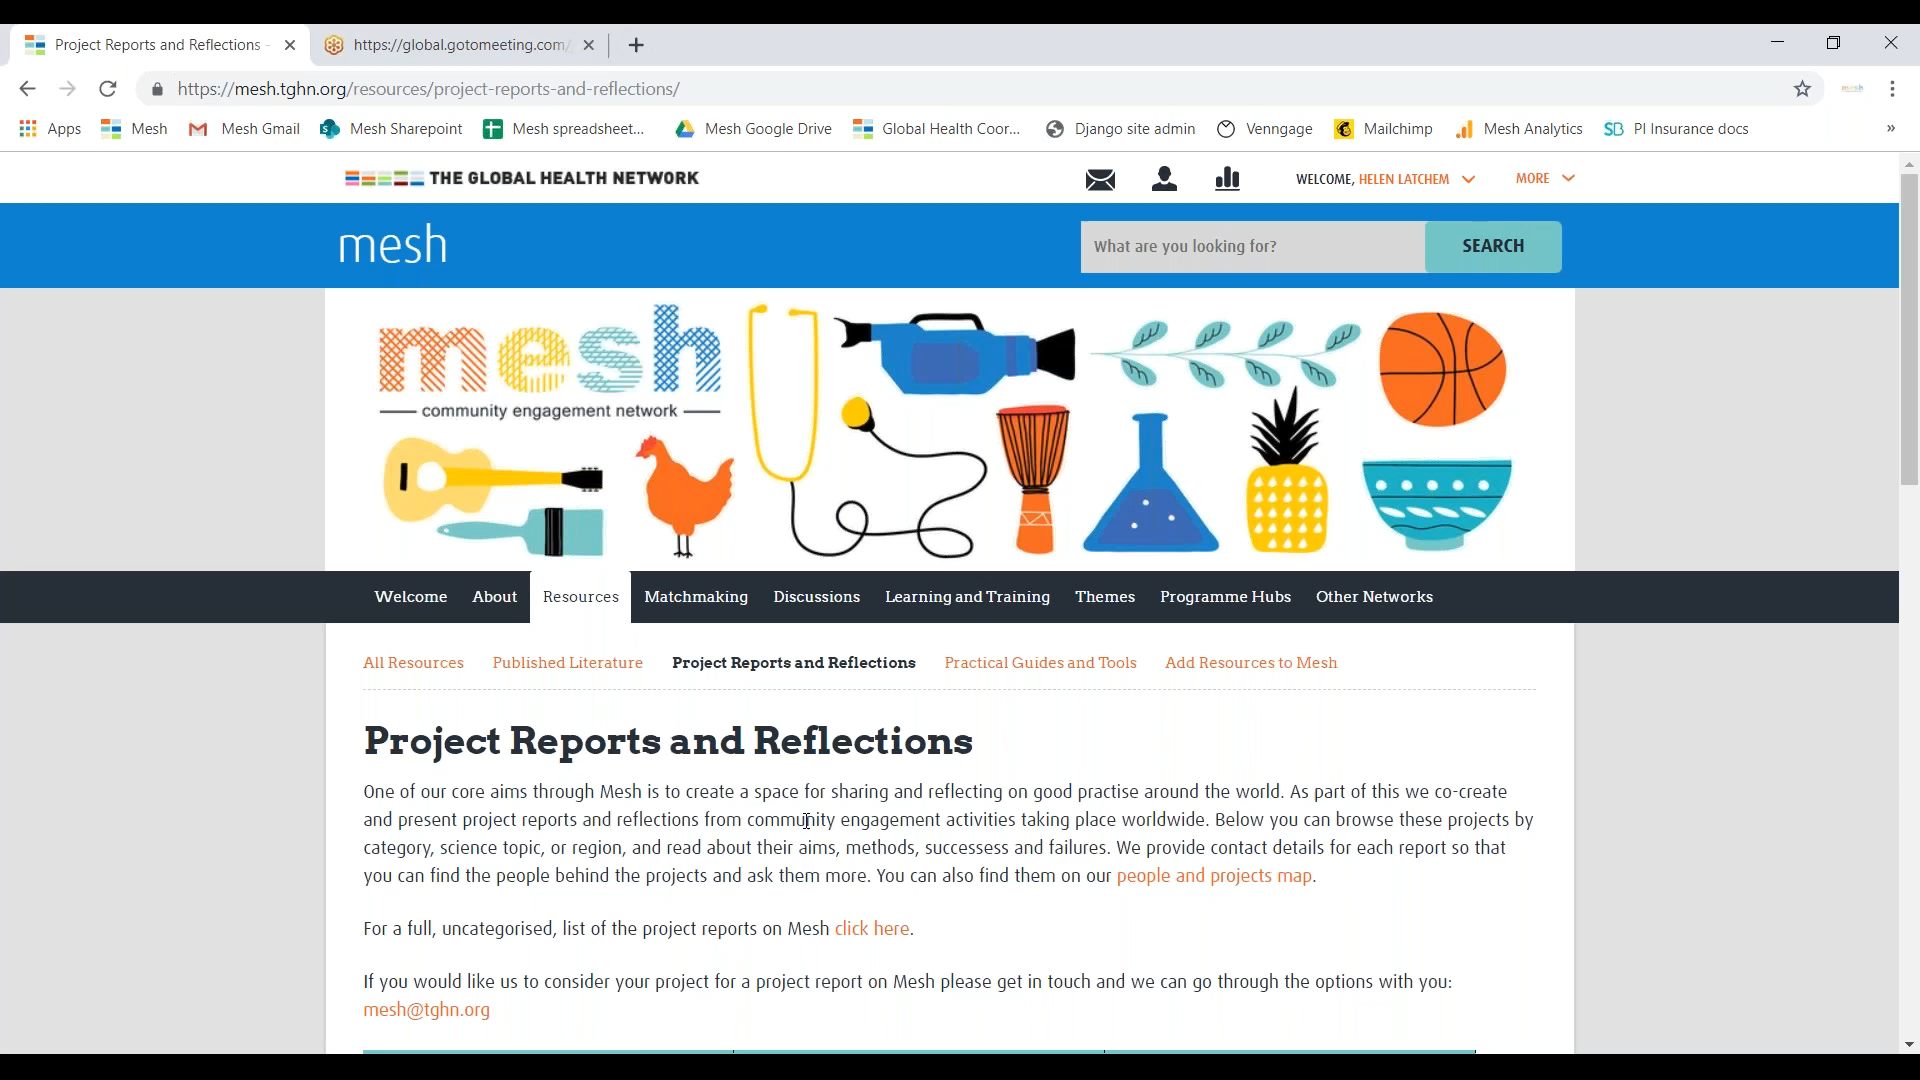 Project Reports and Reflections -
https://global.gotomeeting.com/
https://mesh.tghn.org/resources/project-reports-and-reflections/
mesh
Apps Mesh Mesh Gmail Mesh Sharepoint Mesh spreadsheet... Mesh Google Drive Global Health Coor... Django site admin Venngage Mailchimp Mesh Analytics SB PI Insurance docs »
THE GLOBAL HEALTH NETWORK
WELCOME, HELEN LATCHEM
MORE
mesh
What are you looking for?
SEARCH
mesh
community engagement network
Welcome About Resources Matchmaking Discussions Learning and Training Themes Programme Hubs Other Networks
All Resources Published Literature Project Reports and Reflections Practical Guides and Tools Add Resources to Mesh
Project Reports and Reflections
One of our core aims through Mesh is to create a space for sharing and reflecting on good practise around the world. As part of this we co-create
and present project reports and reflections from community engagement activities taking place worldwide. Below you can browse these projects by
category, science topic, or region, and read about their aims, methods, successess and failures. We provide contact details for each report so that
you can find the people behind the projects and ask them more. You can also find them on our people and projects map.
For a full, uncategorised, list of the project reports on Mesh click here.
If you would like us to consider your project for a project report on Mesh please get in touch and we can go through the options with you:
mesh@tghn.org